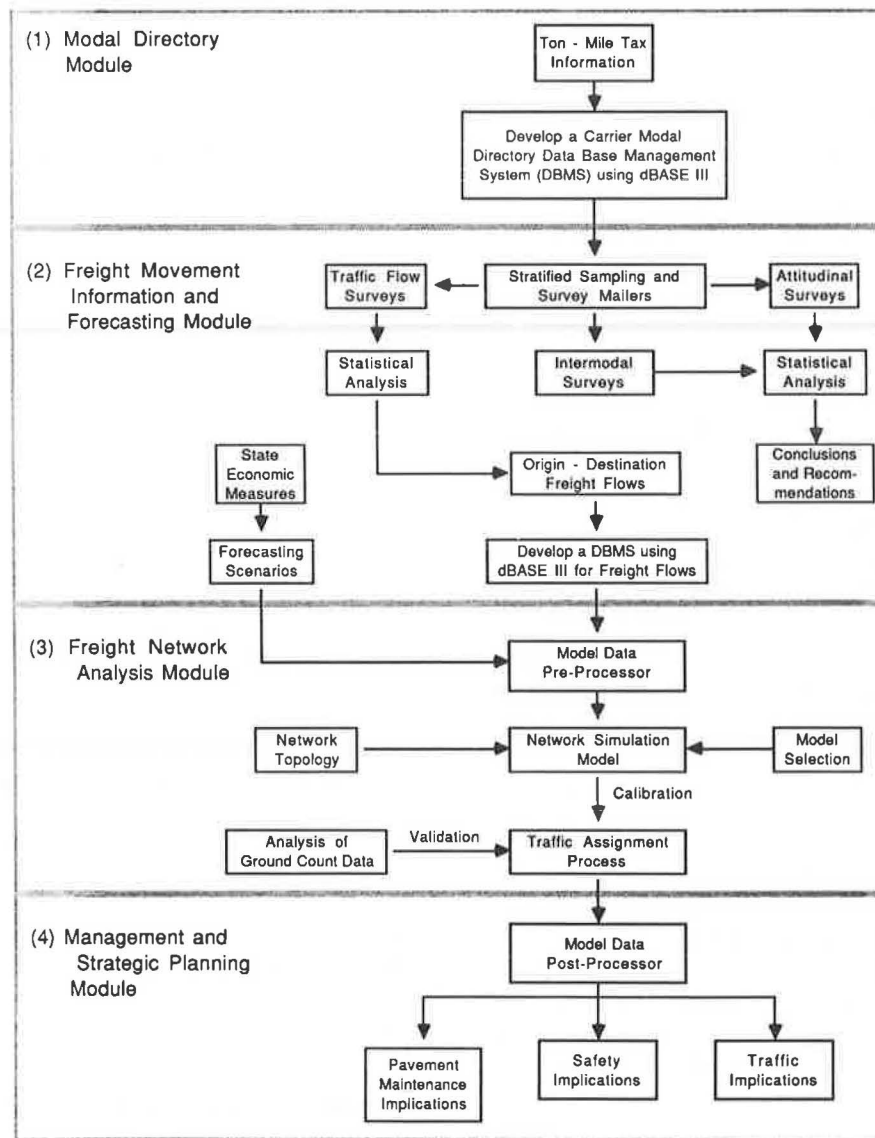 (1) Modal Directory
Module
Ton - Mile Tax
Information
Develop a Carrier Modal
Directory Data Base Management
System (DBMS) using dBASE III
(2) Freight Movement
Information and
Forecasting Module
Traffic Flow
Surveys
Stratified Sampling and
Survey Mailers
Attitudinal
Surveys
Statistical
Analysis
Intermodal
Surveys
Statistical
Analysis
State
Economic
Measures
Origin - Destination
Freight Flows
Conclusions
and Recom-
mendations
Forecasting
Scenarios
Develop a DBMS using
dBASE III for Freight Flows
(3) Freight Network
Analysis Module
Model Data
Pre-Processor
Network
Topology
Network Simulation
Model
Model
Selection
Calibration
Analysis of
Ground Count Data
Validation
Traffic Assignment
Process
(4) Management and
Strategic Planning
Module
Model Data
Post-Processor
Pavement
Maintenance
Implications
Safety
Implications
Traffic
Implications